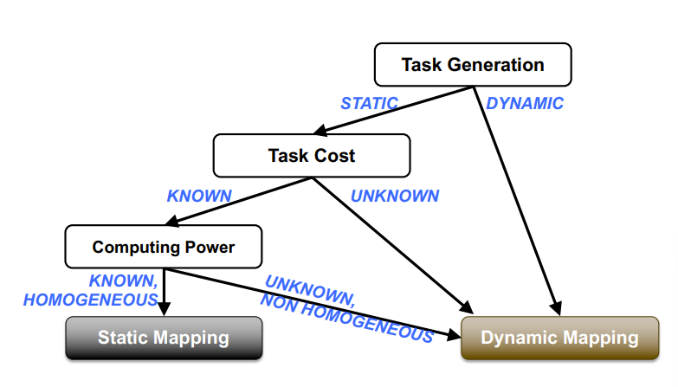 Task Generation
STATIC
DYNAMIC
Task Cost
KNOWN
UNKNOWN
Computing Power
KNOWN,
HOMOGENEOUS
UNKNOWN,
NON HOMOGENEOUS
Static Mapping
Dynamic Mapping